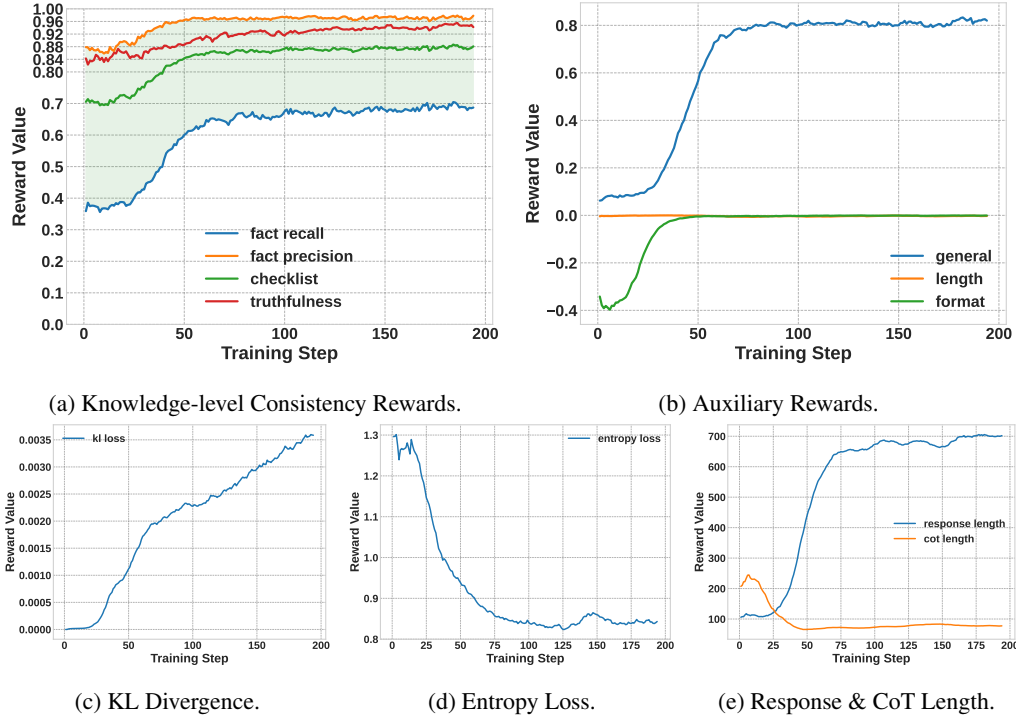 1.00
0.96
0.92
0.88
0.84
0.80
0.7
0.6
0.5
0.4
0.3
0.2
0.1
0.0
Reward Value
fact recall
fact precision
checklist
truthfulness
0 50 100 150 200
Training Step
(a) Knowledge-level Consistency Rewards.
0.8
0.6
0.4
0.2
0.0
−0.2
−0.4
Reward Value
general
length
format
0 50 100 150 200
Training Step
(b) Auxiliary Rewards.
0.0035
0.0030
0.0025
0.0020
0.0015
0.0010
0.0005
0.0000
Reward Value
kl loss
0 50 100 150 200
Training Step
(c) KL Divergence.
1.3
1.2
1.1
1.0
0.9
0.8
Reward Value
entropy loss
0 25 50 75 100 125 150 175 200
Training Step
(d) Entropy Loss.
700
600
500
400
300
200
100
Reward Value
response length
cot length
0 25 50 75 100 125 150 175 200
Training Step
(e) Response & CoT Length.